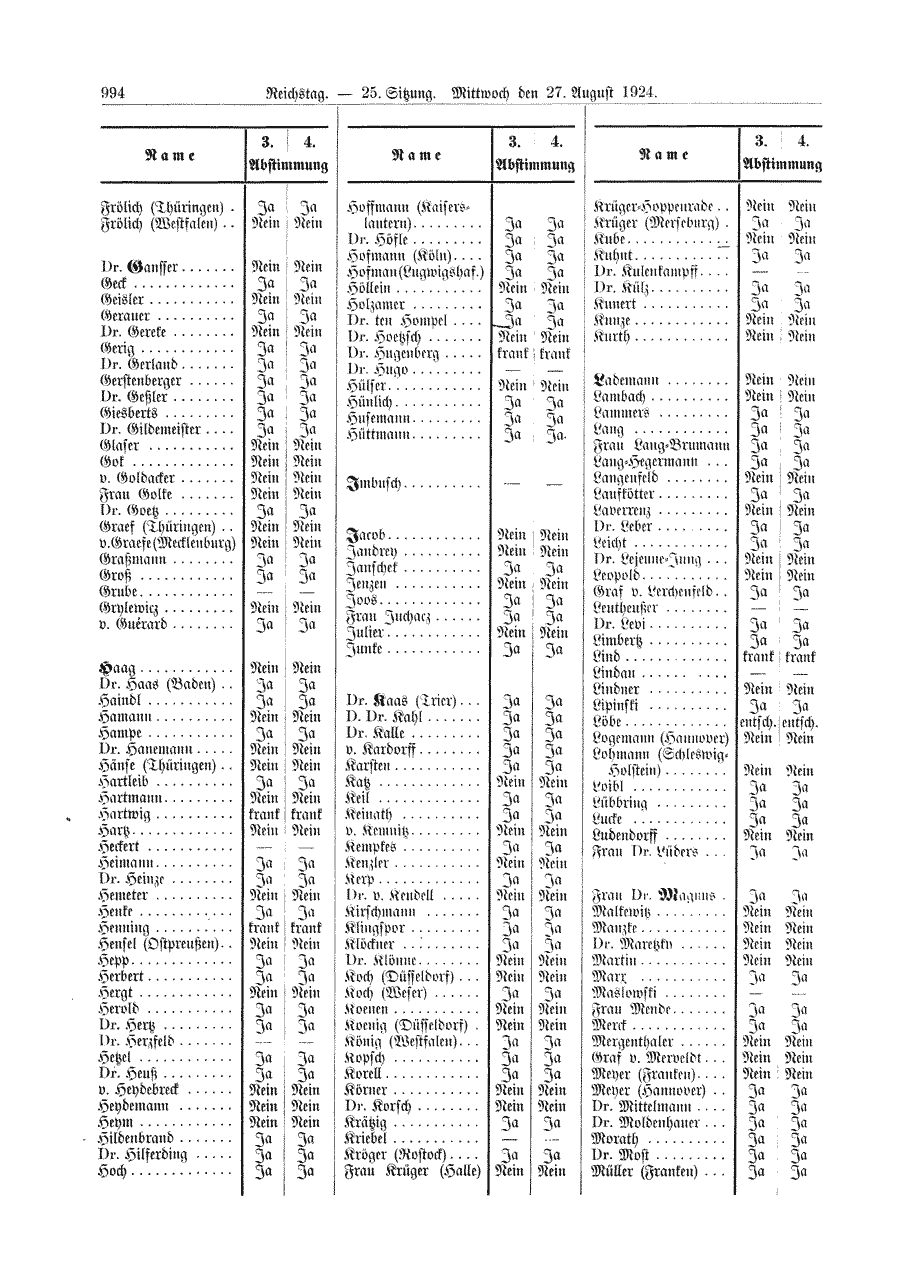 994 Reichstag. — 25. Sitzung. Mittwoch den 27. August 1924.
Name 3. 4.
Abstimmung
Frölich (Thüringen) . Ja Ja
Frölich (Westfalen) . . Nein Nein
Dr. Gansser . . . . . . . Nein Nein
Geck . . . . . . . . . . . . Ja Ja
Geisler . . . . . . . . . . . Nein Nein
Gerauer . . . . . . . . . . Ja Ja
Dr. Gereke . . . . . . . . Nein Nein
Gerig . . . . . . . . . . . . Ja Ja
Dr. Gerland . . . . . . . Ja Ja
Gerstenberger . . . . . . Ja Ja
Dr. Geßler . . . . . . . . Ja Ja
Giesberts . . . . . . . . . Ja Ja
Dr. Gildemeister . . . . Ja Ja
Glaser . . . . . . . . . . . Nein Nein
Gok . . . . . . . . . . . . . Nein Nein
v. Goldacker . . . . . . . Nein Nein
Frau Golke . . . . . . . Nein Nein
Dr. Goetz . . . . . . . . . Ja Ja
Graef (Thüringen) . . Nein Nein
v.Graefe(Mecklenburg) Nein Nein
Graßmann . . . . . . . . Ja Ja
Groß . . . . . . . . . . . . Ja Ja
Grube . . . . . . . . . . . . — —
Grylewicz . . . . . . . . . Nein Nein
v. Guérard . . . . . . . . Ja Ja
Haag . . . . . . . . . . . . Nein Nein
Dr. Haas (Baden) . . Ja Ja
Haindl . . . . . . . . . . . Ja Ja
Hamann . . . . . . . . . . Nein Nein
Hampe . . . . . . . . . . . Ja Ja
Dr. Hanemann . . . . . Nein Nein
Hänse (Thüringen) . . Nein Nein
Hartleib . . . . . . . . . . Ja Ja
Hartmann . . . . . . . . . Nein Nein
Hartwig . . . . . . . . . . krank krank
Hartz . . . . . . . . . . . . Nein Nein
Heckert . . . . . . . . . . . — —
Heimann . . . . . . . . . . Ja Ja
Dr. Heinze . . . . . . . . Ja Ja
Hemeter . . . . . . . . . . Nein Nein
Henke . . . . . . . . . . . Ja Ja
Henning . . . . . . . . . . krank krank
Hensel (Ostpreußen) . . Nein Nein
Hepp . . . . . . . . . . . . . Ja Ja
Herbert . . . . . . . . . . . Ja Ja
Hergt . . . . . . . . . . . . Nein Nein
Herold . . . . . . . . . . . Ja Ja
Dr. Hertz . . . . . . . . . Ja Ja
Dr. Herzfeld . . . . . . . — —
Hetzel . . . . . . . . . . . . Ja Ja
Dr. Heuß . . . . . . . . . Ja Ja
v. Heydebreck . . . . . . Nein Nein
Heydemann . . . . . . . Nein Nein
Heym . . . . . . . . . . . . Nein Nein
Hildenbrand . . . . . . . Ja Ja
Dr. Hilferding . . . . . Ja Ja
Hoch . . . . . . . . . . . . . Ja Ja
Name 3. 4.
Abstimmung
Hoffmann (Kaisers-
lautern) . . . . . . . . . Ja Ja
Dr. Höfle . . . . . . . . . Ja Ja
Hofmann (Köln) . . . . Ja Ja
Hofman(Lugwigshaf.) Ja Ja
Höllein . . . . . . . . . . . Nein Nein
Holzamer . . . . . . . . . Ja Ja
Dr. ten Hompel . . . . Ja Ja
Dr. Hoetzsch . . . . . . . Nein Nein
Dr. Hugenberg . . . . . krank krank
Dr. Hugo . . . . . . . . . — —
Hülser . . . . . . . . . . . . Nein Nein
Hünlich . . . . . . . . . . . Ja Ja
Husemann . . . . . . . . . Ja Ja
Hüttmann . . . . . . . . . Ja Ja.
Imbusch . . . . . . . . . . — —
Jacob . . . . . . . . . . . . Nein Nein
Jandrey . . . . . . . . . . Nein Nein
Janschek . . . . . . . . . . Ja Ja
Jenzen . . . . . . . . . . . Nein Nein
Joos . . . . . . . . . . . . . Ja Ja
Frau Juchacz . . . . . . Ja Ja
Julier . . . . . . . . . . . . Nein Nein
Junke . . . . . . . . . . . . Ja Ja
Dr. Kaas (Trier) . . . Ja Ja
D. Dr. Kahl . . . . . . . Ja Ja
Dr. Kalle . . . . . . . . . Ja Ja
v. Kardorff . . . . . . . . Ja Ja
Karsten . . . . . . . . . . . Ja Ja
Katz . . . . . . . . . . . . . Nein Nein
Keil . . . . . . . . . . . . . Ja Ja
Keinath . . . . . . . . . . Ja Ja
v. Kemnitz . . . . . . . . . Nein Nein
Kempkes . . . . . . . . . . Ja Ja
Kenzler . . . . . . . . . . . Nein Nein
Kerp . . . . . . . . . . . . . Ja Ja
Dr. v. Keudell . . . . . Nein Nein
Kirschmann . . . . . . . Ja Ja
Klingspor . . . . . . . . . Ja Ja
Klöckner . . . . . . . . . . Ja Ja
Dr. Klönne . . . . . . . . Nein Nein
Koch (Düsseldorf) . . . Nein Nein
Koch (Weser) . . . . . . Ja Ja
Koenen . . . . . . . . . . . Nein Nein
Koenig (Düsseldorf) . Nein Nein
König (Westfalen) . . . Ja Ja
Kopsch . . . . . . . . . . . Ja Ja
Korell . . . . . . . . . . . . Ja Ja
Körner . . . . . . . . . . . Nein Nein
Dr. Korsch . . . . . . . . Nein Nein
Krätzig . . . . . . . . . . . Ja Ja
Kriebel . . . . . . . . . . . — —
Kröger (Rostock) . . . . Ja Ja
Frau Krüger (Halle) Nein Nein
Name 3. 4.
Abstimmung
Krüger-Hoppenrade . . Nein Nein
Krüger (Merseburg) . Ja Ja
Kube . . . . . . . . . . . . . Nein Nein
Kuhnt . . . . . . . . . . . . Ja Ja
Dr. Kulenkampff . . . . — —
Dr. Külz . . . . . . . . . . Ja Ja
Kunert . . . . . . . . . . . Ja Ja
Kunze . . . . . . . . . . . . Nein Nein
Kurth . . . . . . . . . . . . Nein Nein
Lademann . . . . . . . . Nein Nein
Lambach . . . . . . . . . . Nein Nein
Lammers . . . . . . . . . Ja Ja
Lang . . . . . . . . . . . . Ja Ja
Frau Lang-Brumann Ja Ja
Lang-Hegermann . . . Ja Ja
Langenfeld . . . . . . . . Nein Nein
Laufkötter . . . . . . . . . Ja Ja
Laverrenz . . . . . . . . . Nein Nein
Dr. Leber . . . . . . . . . Ja Ja
Leicht . . . . . . . . . . . . Ja Ja
Dr. Lejeune-Jung . . . Nein Nein
Leopold . . . . . . . . . . . Nein Nein
Graf v. Lerchenfeld . . Ja Ja
Leutheußer . . . . . . . . — —
Dr. Levi . . . . . . . . . . Ja Ja
Limbertz . . . . . . . . . . Ja Ja
Lind . . . . . . . . . . . . . krank krank
Lindau . . . . . . . . . . . — —
Lindner . . . . . . . . . . Nein Nein
Lipinski . . . . . . . . . . Ja Ja
Löbe . . . . . . . . . . . . . entsch. entsch.
Logemann (Hannover) Nein Nein
Lohmann (Schleswig-
Holstein) . . . . . . . . Nein Nein
Loibl . . . . . . . . . . . . Ja Ja
Lübbring . . . . . . . . . Ja Ja
Lucke . . . . . . . . . . . . Ja Ja
Ludendorff . . . . . . . . Nein Nein
Frau Dr. Lüders . . . Ja Ja
Frau Dr. Magnus . Ja Ja
Malkewitz . . . . . . . . . Nein Nein
Manzke . . . . . . . . . . . Nein Nein
Dr. Maretzky . . . . . . Nein Nein
Martin . . . . . . . . . . . Nein Nein
Marx . . . . . . . . . . . Ja Ja
Maslowski . . . . . . . . — —
Frau Mende . . . . . . . Ja Ja
Merck . . . . . . . . . . . . Ja Ja
Mergenthaler . . . . . . Nein Nein
Graf v. Merveldt . . . Nein Nein
Meyer (Franken) . . . . Nein Nein
Meyer (Hannover) . . Ja Ja
Dr. Mittelmann . . . . Ja Ja
Dr. Moldenhauer . . . Ja Ja
Morath . . . . . . . . . . Ja Ja
Dr. Most . . . . . . . . . Ja Ja
Müller (Franken) . . . Ja Ja